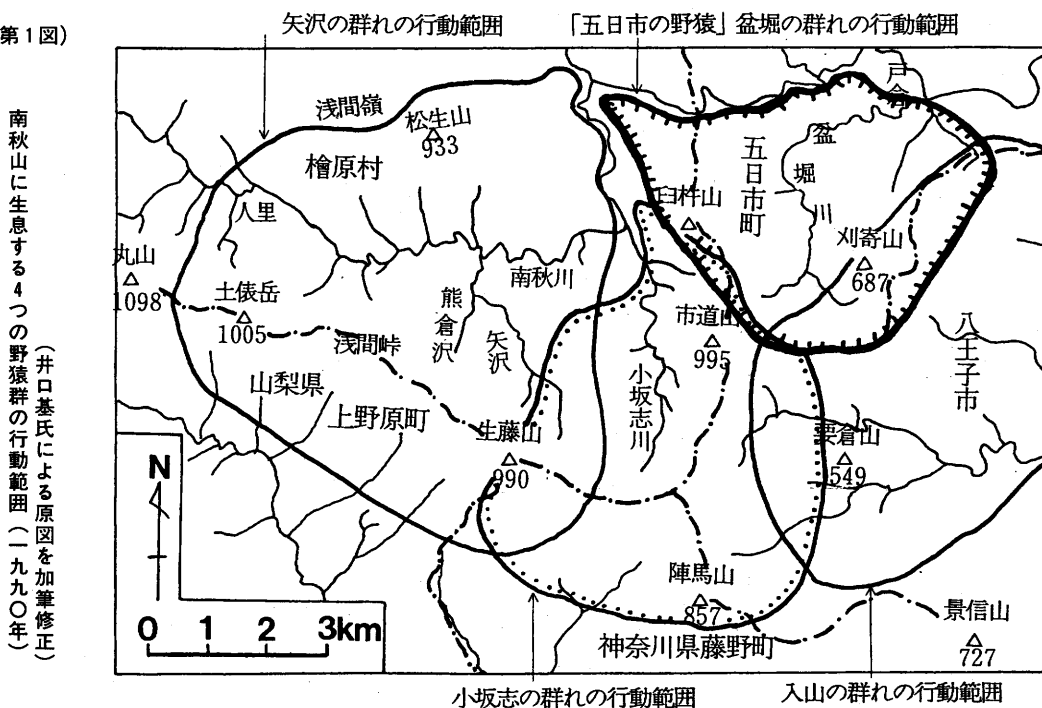 第1図)
南秋山に生息する4つの野猿群の行動範囲(一九九〇年)
(井口基氏による原図を加筆修正)
矢沢の群れの行動範囲
「五日市の野猿」盆堀の群れの行動範囲
浅間嶺
松生山
933
檜原村
人里
丸山
1098
土俵岳
1005
浅間峠
熊倉沢
矢沢
南秋川
山梨県
上野原町
生藤山
990
戸倉
盆堀川
五日市町
臼杵山
刈寄山
687
市道山
995
小坂志川
八王子市
要倉山
549
陣馬山
857
神奈川県藤野町
景信山
727
N
0 1 2 3km
小坂志の群れの行動範囲
入山の群れの行動範囲